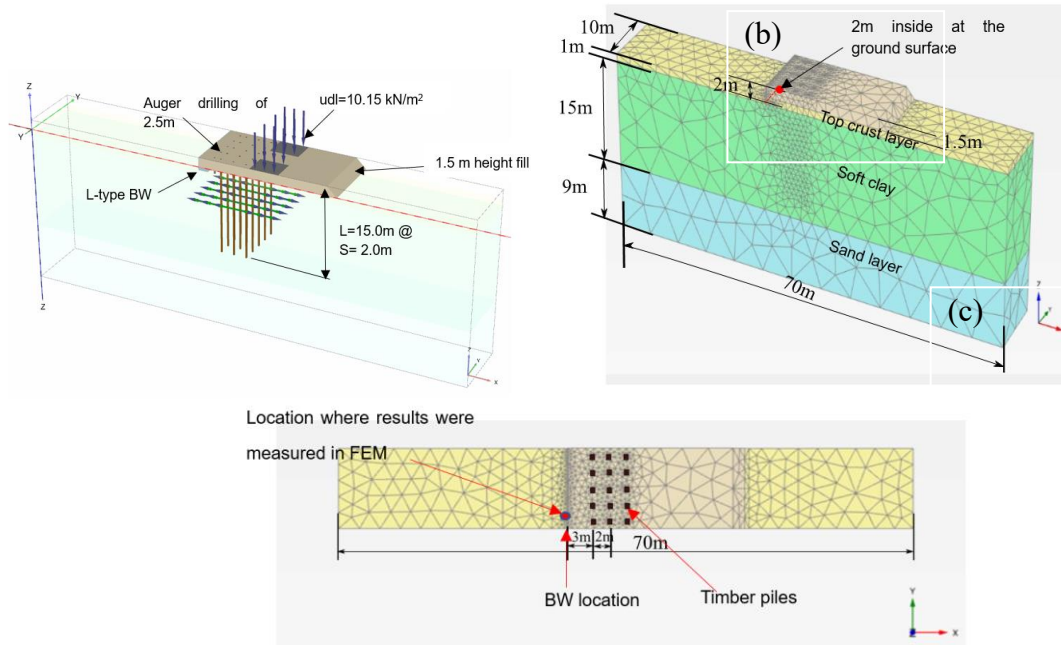 Z
Y
Y
Auger drilling of
2.5m
udl=10.15 kN/m²
1.5 m height fill
L-type BW
L=15.0m @
S= 2.0m
Z
Z
Y
X
10m
1m
15m
9m
(b)
2m inside at the
ground surface
2m
Top crust layer
1.5m
Soft clay
Sand layer
70m
(c)
Z
Location where results were
measured in FEM
3m
2m
70m
BW location
Timber piles
Y
X